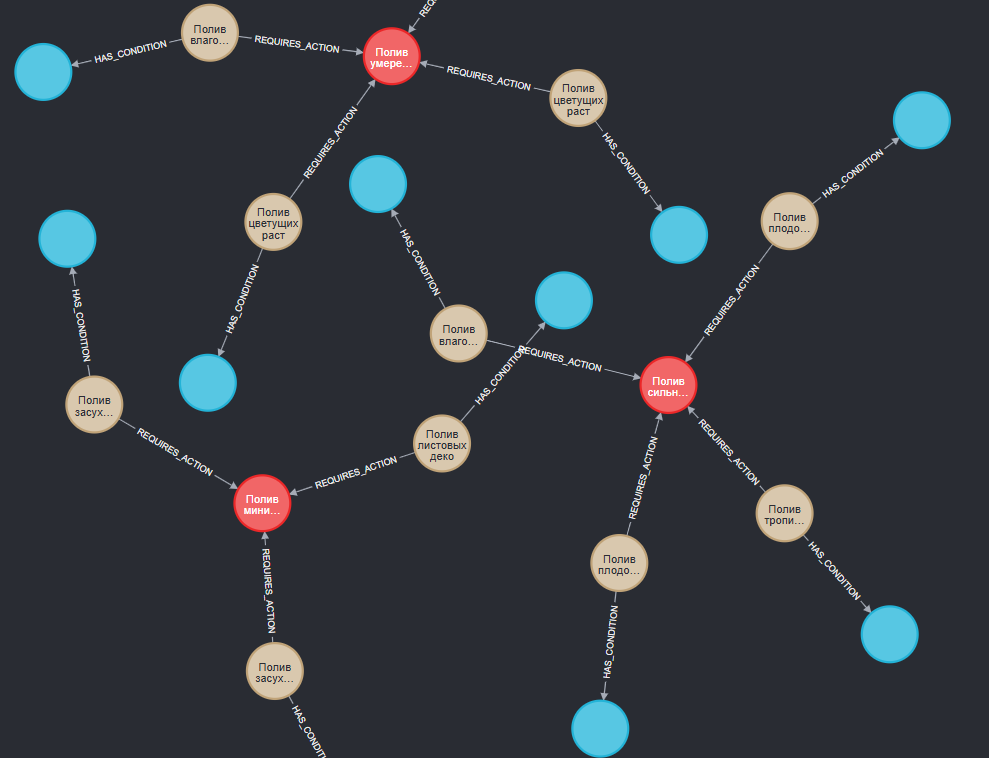 REQ
Полив
влаго...
HAS_CONDITION
REQUIRES_ACTION
Полив
умере...
REQUIRES_ACTION
Полив
цветущих
раст
HAS_CONDITION
REQUIRES_ACTION
Полив
цветущих
раст
HAS_CONDITION
HAS_CONDITION
Полив
плодо...
REQUIRES_ACTION
HAS_CONDITION
HAS_CONDITION
Полив
влаго...
REQUIRES_ACTION
HAS_CONDITION
Полив
сильн...
Полив
засух...
REQUIRES_ACTION
Полив
листовых
деко
REQUIRES_ACTION
REQUIRES_ACTION
REQUIRES_ACTION
Полив
мини...
Полив
тропи...
HAS_CONDITION
REQUIRES_ACTION
Полив
плодо...
HAS_CONDITION
Полив
засух...
HAS_CONDITI